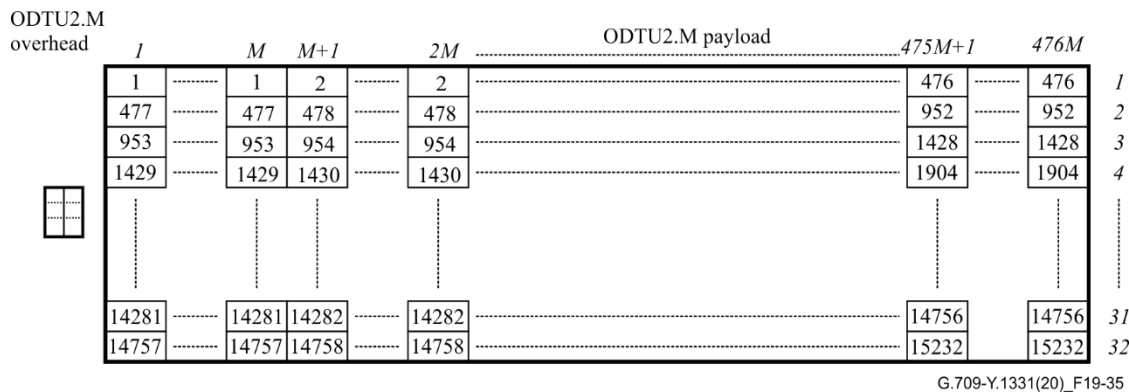 ODTU2.M
overhead
1 M M+1 2M ODTU2.M payload 475M+1 476M
1 1 2 2 476 476 1
477 477 478 478 952 952 2
953 953 954 954 1428 1428 3
1429 1429 1430 1430 1904 1904 4
14281 14281 14282 14282 14756 14756 31
14757 14757 14758 14758 15232 15232 32
G.709-Y.1331(20)_F19-35